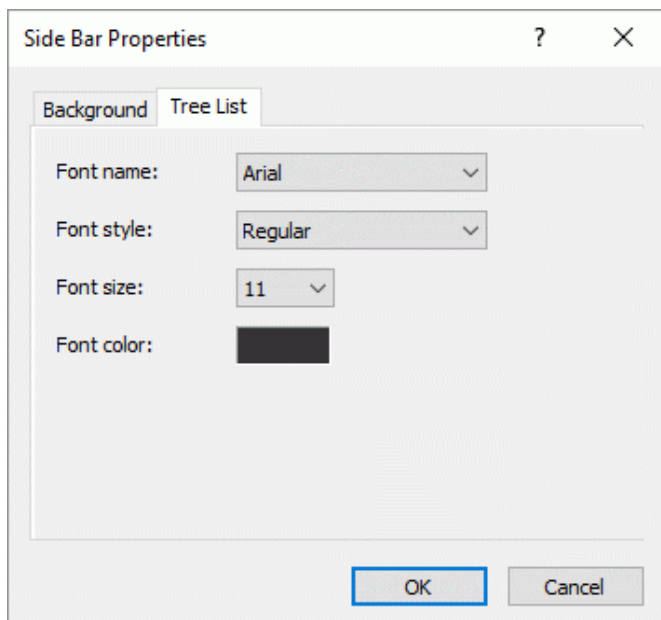 Side Bar Properties ?
Background Tree List
Font name: Arial
Font style: Regular
Font size: 11
Font color:
OK Cancel